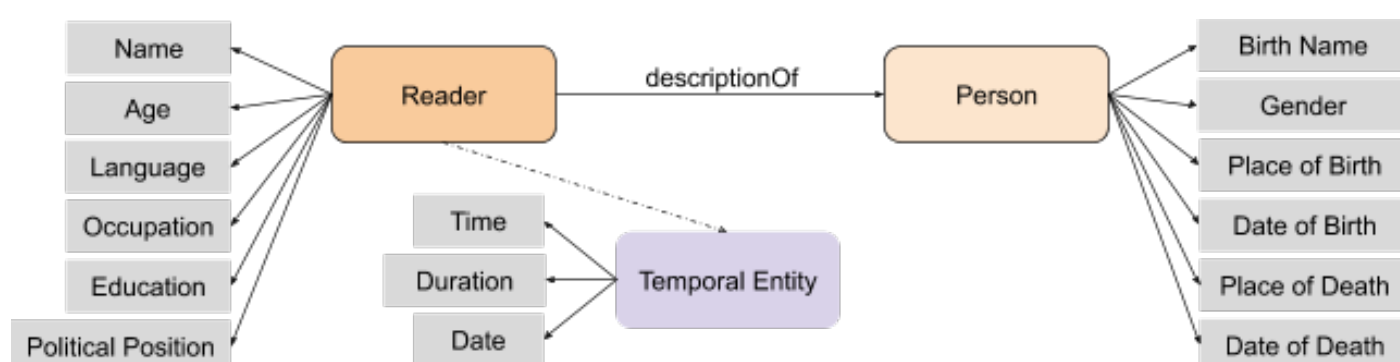 Name
Age
Language
Occupation
Education
Political Position
Reader
descriptionOf
Person
Time
Duration
Date
Temporal Entity
Birth Name
Gender
Place of Birth
Date of Birth
Place of Death
Date of Death